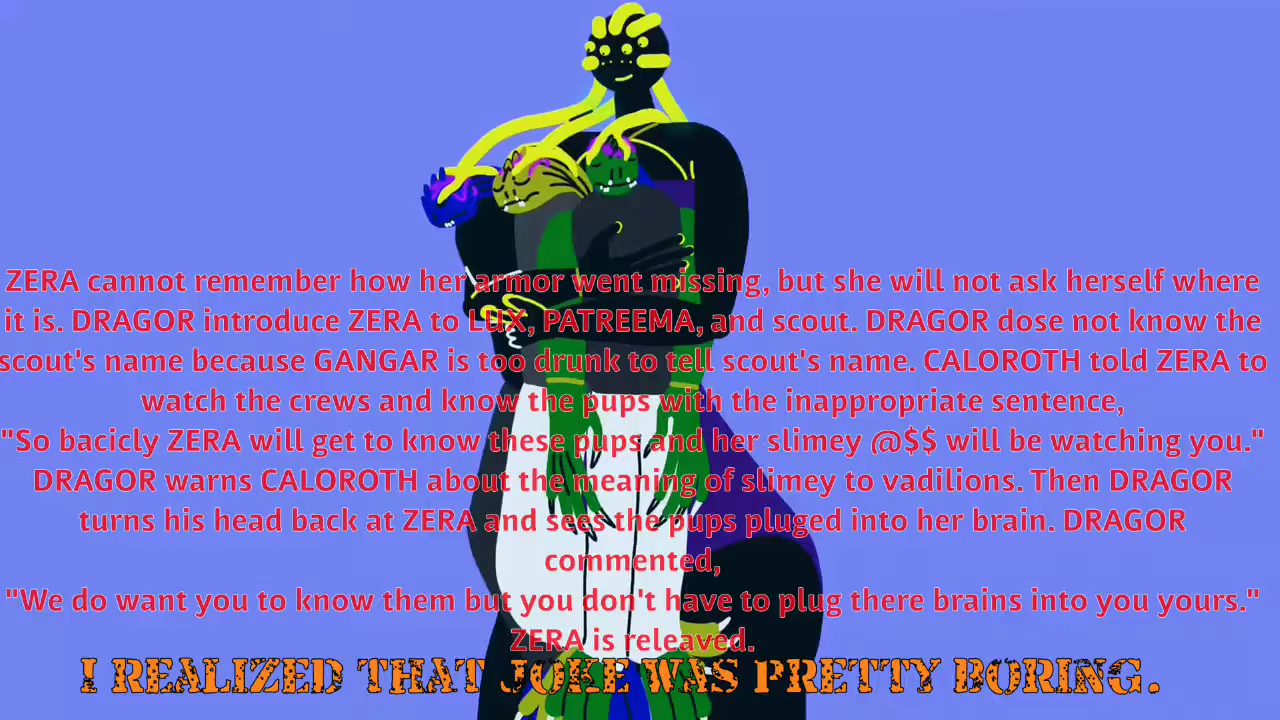 ZERA cannot remember how her armor went missing, but she will not ask herself where
it is. DRAGOR introduce ZERA to LUX, PATREEMA, and scout. DRAGOR dose not know the
scout's name because GANGAR is too drunk to tell scout's name. CALOROTH told ZERA to
watch the crews and know the pups with the inappropriate sentence,
"So bacicly ZERA will get to know these pups and her slimey @$$ will be watching you."
DRAGOR warns CALOROTH about the meaning of slimey to vadilions. Then DRAGOR
turns his head back at ZERA and sees the pups pluged into her brain. DRAGOR
commented,
"We do want you to know them but you don't have to plug there brains into you yours."
ZERA is releaved.
I REALIZED THAT JOKE WAS PRETTY BORING.